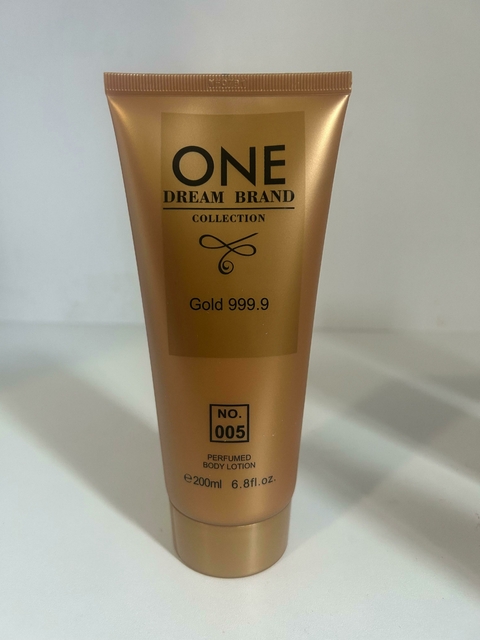 ONE
DREAM BRAND
COLLECTION
Gold 999.9
NO.
005
PERFUMED
BODY LOTION
℮200ml 6.8fl.oz.